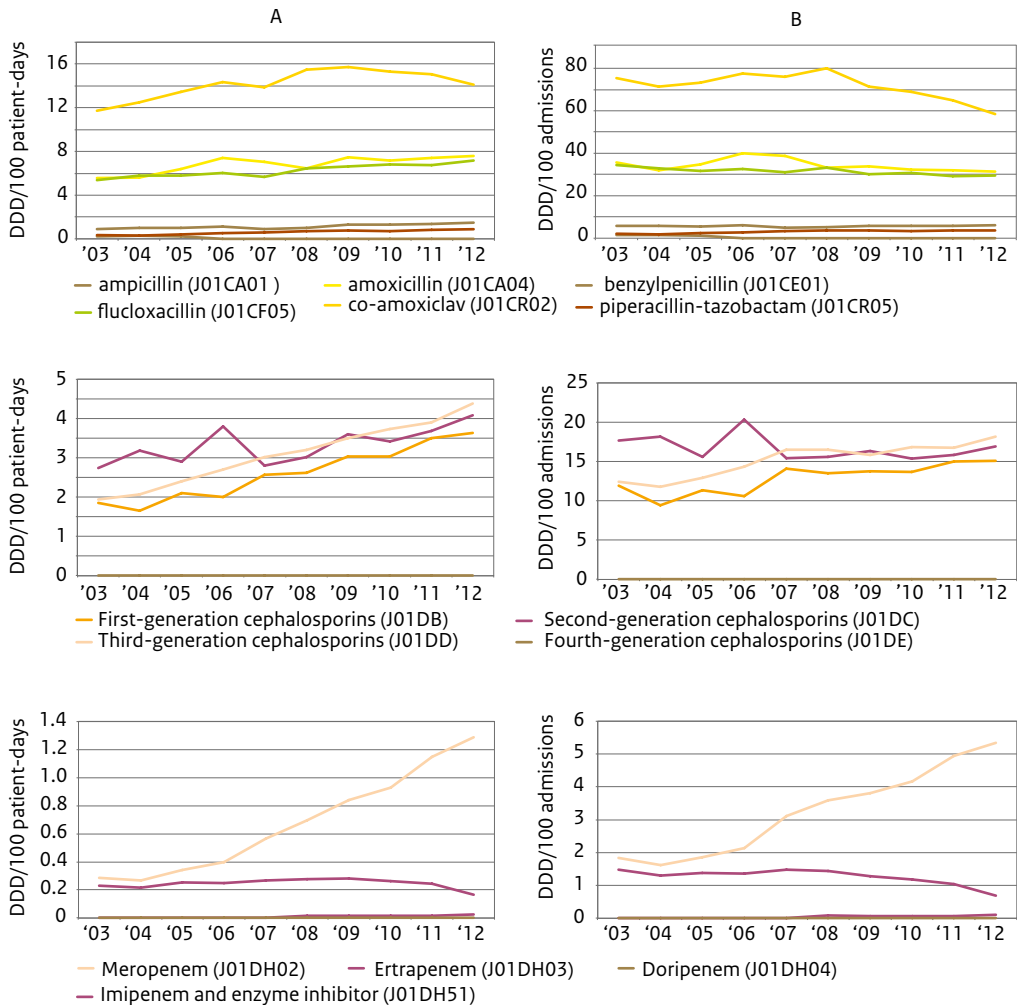 A
B
DDD/100 patient-days
16
12
8
4
0
'03 '04 '05 '06 '07 '08 '09 '10 '11 '12
DDD/100 admissions
80
60
40
20
0
'03 '04 '05 '06 '07 '08 '09 '10 '11 '12
ampicillin (J01CA01 )
amoxicillin (J01CA04)
benzylpenicillin (J01CE01)
flucloxacillin (J01CF05)
co-amoxiclav (J01CR02)
piperacillin-tazobactam (J01CR05)
DDD/100 patient-days
5
4
3
2
1
0
'03 '04 '05 '06 '07 '08 '09 '10 '11 '12
DDD/100 admissions
25
20
15
10
5
0
'03 '04 '05 '06 '07 '08 '09 '10 '11 '12
First-generation cephalosporins (J01DB)
Second-generation cephalosporins (J01DC)
Third-generation cephalosporins (J01DD)
Fourth-generation cephalosporins (J01DE)
DDD/100 patient-days
1.4
1.2
1.0
0.8
0.6
0.4
0.2
0
‘03 ‘04 ‘05 ‘06 ‘07 ‘08 ‘09 ‘10 ‘11 ‘12
DDD/100 admissions
6
5
4
3
2
1
0
‘03 ‘04 ‘05 ‘06 ‘07 ‘08 ‘09 ‘10 ‘11 ‘12
Meropenem (J01DH02)
Ertrapenem (J01DH03)
Doripenem (J01DH04)
Imipenem and enzyme inhibitor (J01DH51)